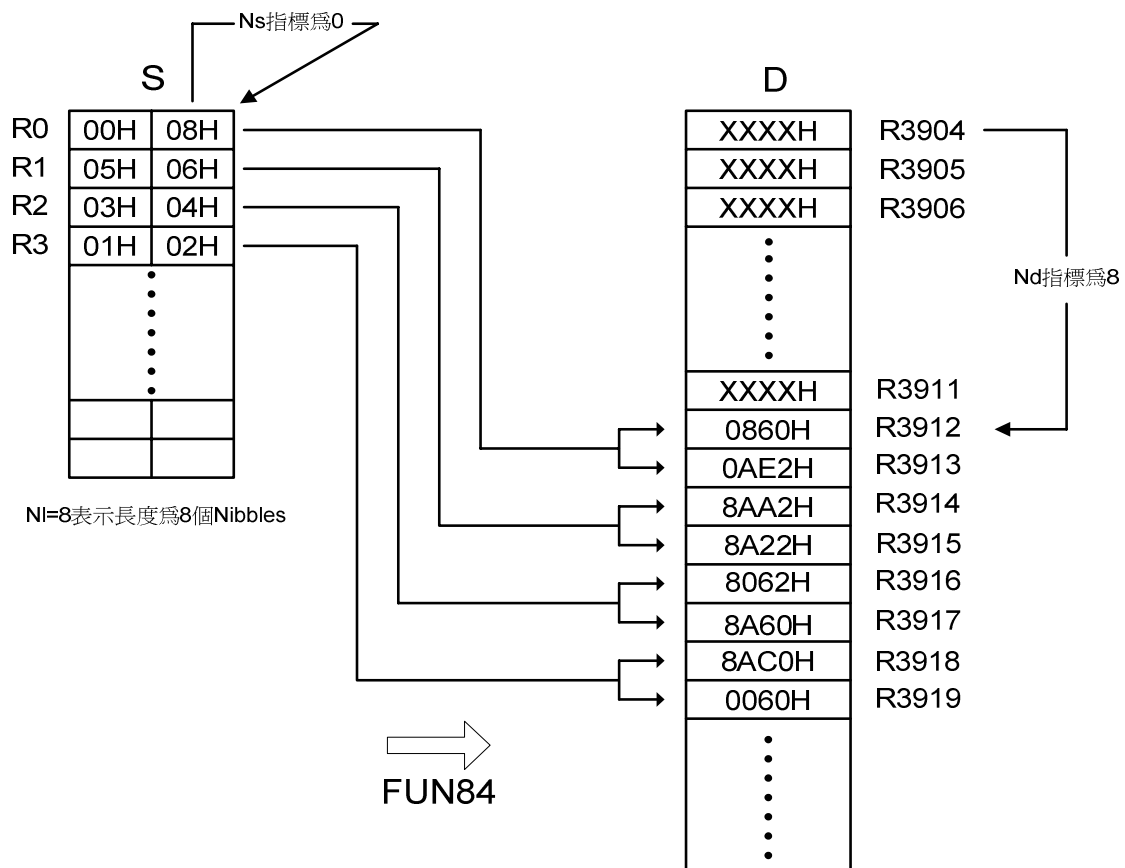 Ns指標爲0
S
D
R0 00H 08H
R1 05H 06H
R2 03H 04H
R3 01H 02H
Nl=8表示長度爲8個Nibbles
XXXXH R3904
XXXXH R3905
XXXXH R3906
Nd指標爲8
XXXXH R3911
0860H R3912
0AE2H R3913
8AA2H R3914
8A22H R3915
8062H R3916
8A60H R3917
8AC0H R3918
0060H R3919
FUN84